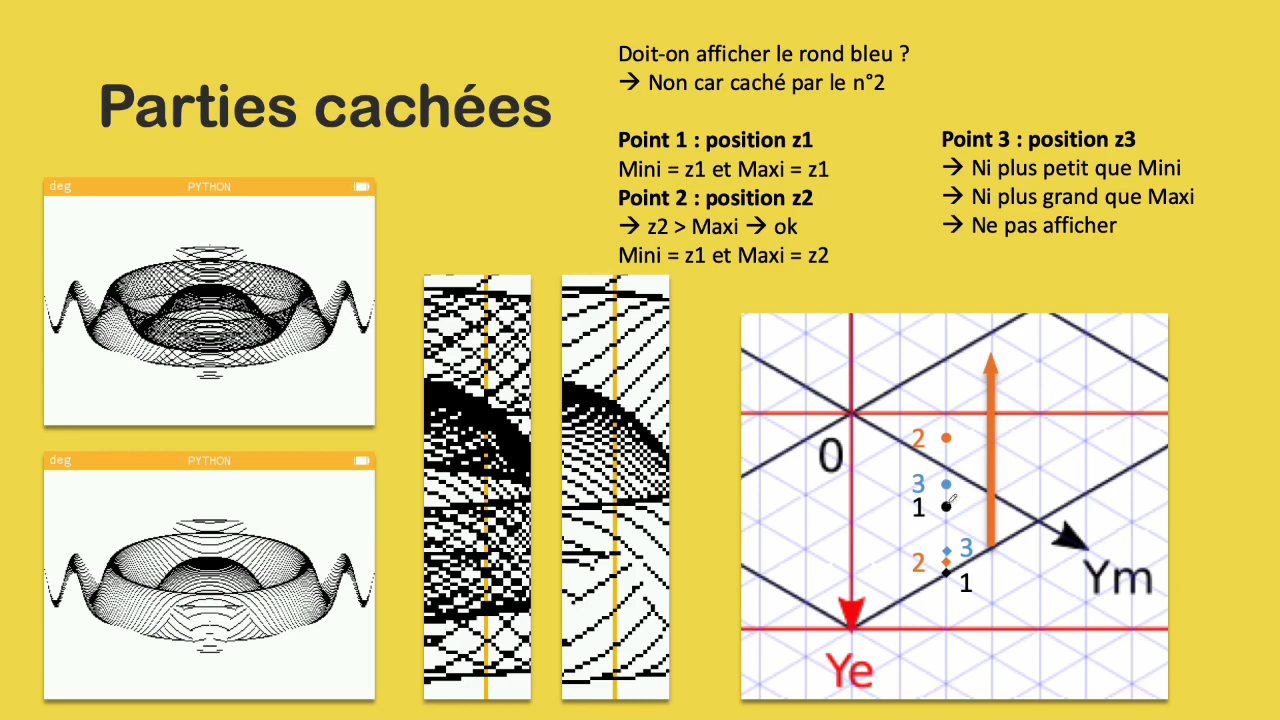 Parties cachées
Doit-on afficher le rond bleu ?
→ Non car caché par le n°2
Point 1 : position z1
Mini = z1 et Maxi = z1
Point 2 : position z2
→ z2 > Maxi → ok
Mini = z1 et Maxi = z2
Point 3 : position z3
→ Ni plus petit que Mini
→ Ni plus grand que Maxi
→ Ne pas afficher
deg PYTHON
deg PYTHON
0
2
3
1
3
2
1
Ym
Ye